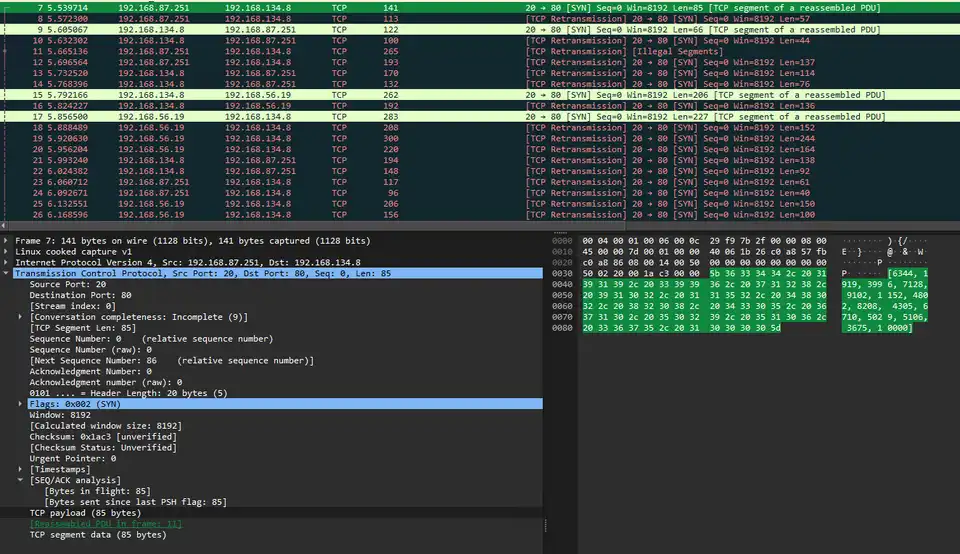 7 5.539714 192.168.87.251 192.168.134.8 TCP 141 20 → 80 [SYN] Seq=0 Win=8192 Len=85 [TCP segment of a reassembled PDU]
8 5.572300 192.168.87.251 192.168.134.8 TCP 113 [TCP Retransmission] 20 → 80 [SYN] Seq=0 Win=8192 Len=57
9 5.605067 192.168.134.8 192.168.87.251 TCP 122 20 → 80 [SYN] Seq=0 Win=8192 Len=66 [TCP segment of a reassembled PDU]
10 5.632302 192.168.134.8 192.168.87.251 TCP 100 [TCP Retransmission] 20 → 80 [SYN] Seq=0 Win=8192 Len=44
11 5.665136 192.168.87.251 192.168.134.8 TCP 265 [TCP Retransmission] [Illegal Segments]
12 5.696564 192.168.134.8 192.168.87.251 TCP 193 [TCP Retransmission] 20 → 80 [SYN] Seq=0 Win=8192 Len=137
13 5.732520 192.168.134.8 192.168.87.251 TCP 170 [TCP Retransmission] 20 → 80 [SYN] Seq=0 Win=8192 Len=114
14 5.768396 192.168.134.8 192.168.87.251 TCP 132 [TCP Retransmission] 20 → 80 [SYN] Seq=0 Win=8192 Len=76
15 5.792166 192.168.134.8 192.168.56.19 TCP 262 20 → 80 [SYN] Seq=0 Win=8192 Len=206 [TCP segment of a reassembled PDU]
16 5.824227 192.168.134.8 192.168.56.19 TCP 192 [TCP Retransmission] 20 → 80 [SYN] Seq=0 Win=8192 Len=136
17 5.856500 192.168.56.19 192.168.134.8 TCP 283 20 → 80 [SYN] Seq=0 Win=8192 Len=227 [TCP segment of a reassembled PDU]
18 5.888489 192.168.56.19 192.168.134.8 TCP 208 [TCP Retransmission] 20 → 80 [SYN] Seq=0 Win=8192 Len=152
19 5.920630 192.168.56.19 192.168.134.8 TCP 300 [TCP Retransmission] 20 → 80 [SYN] Seq=0 Win=8192 Len=244
20 5.956204 192.168.56.19 192.168.134.8 TCP 220 [TCP Retransmission] 20 → 80 [SYN] Seq=0 Win=8192 Len=164
21 5.993240 192.168.134.8 192.168.87.251 TCP 194 [TCP Retransmission] 20 → 80 [SYN] Seq=0 Win=8192 Len=138
22 6.024382 192.168.134.8 192.168.87.251 TCP 148 [TCP Retransmission] 20 → 80 [SYN] Seq=0 Win=8192 Len=92
23 6.060712 192.168.87.251 192.168.134.8 TCP 117 [TCP Retransmission] 20 → 80 [SYN] Seq=0 Win=8192 Len=61
24 6.092671 192.168.87.251 192.168.134.8 TCP 96 [TCP Retransmission] 20 → 80 [SYN] Seq=0 Win=8192 Len=40
25 6.132551 192.168.56.19 192.168.134.8 TCP 206 [TCP Retransmission] 20 → 80 [SYN] Seq=0 Win=8192 Len=150
26 6.168596 192.168.56.19 192.168.134.8 TCP 156 [TCP Retransmission] 20 → 80 [SYN] Seq=0 Win=8192 Len=100
Frame 7: 141 bytes on wire (1128 bits), 141 bytes captured (1128 bits)
Linux cooked capture v1
Internet Protocol Version 4, Src: 192.168.87.251, Dst: 192.168.134.8
Transmission Control Protocol, Src Port: 20, Dst Port: 80, Seq: 0, Len: 85
Source Port: 20
Destination Port: 80
[Stream index: 0]
[Conversation completeness: Incomplete (9)]
[TCP Segment Len: 85]
Sequence Number: 0 (relative sequence number)
Sequence Number (raw): 0
[Next Sequence Number: 86 (relative sequence number)]
Acknowledgment Number: 0
Acknowledgment number (raw): 0
0101 .... = Header Length: 20 bytes (5)
Flags: 0x002 (SYN)
Window: 8192
[Calculated window size: 8192]
Checksum: 0x1ac3 [unverified]
[Checksum Status: Unverified]
Urgent Pointer: 0
[Timestamps]
[SEQ/ACK analysis]
[Bytes in flight: 85]
[Bytes sent since last PSH flag: 85]
TCP payload (85 bytes)
[Reassembled PDU in frame: 11]
TCP segment data (85 bytes)
0000 00 04 00 01 00 06 00 0c 29 f9 7b 2f 00 00 08 00 ········ )·{/····
0010 45 00 00 7d 00 01 00 00 40 06 1b 26 c0 a8 57 fb E··}···· @··&··W·
0020 c0 a8 86 08 00 14 00 50 00 00 00 00 00 00 00 00 ·······P ········
0030 50 02 20 00 1a c3 00 00 5b 36 33 34 34 2c 20 31 P· ····· [6344, 1
0040 39 31 39 2c 20 33 39 39 36 2c 20 37 31 32 38 2c 919, 399 6, 7128,
0050 20 39 31 30 32 2c 20 31 31 35 32 2c 20 34 38 30 9102, 1 152, 480
0060 32 2c 20 38 32 30 38 2c 20 34 33 30 35 2c 20 36 2, 8208, 4305, 6
0070 37 31 30 2c 20 35 30 32 39 2c 20 35 31 30 36 2c 710, 502 9, 5106,
0080 20 33 36 37 35 2c 20 31 30 30 30 30 5d 3675, 1 0000]